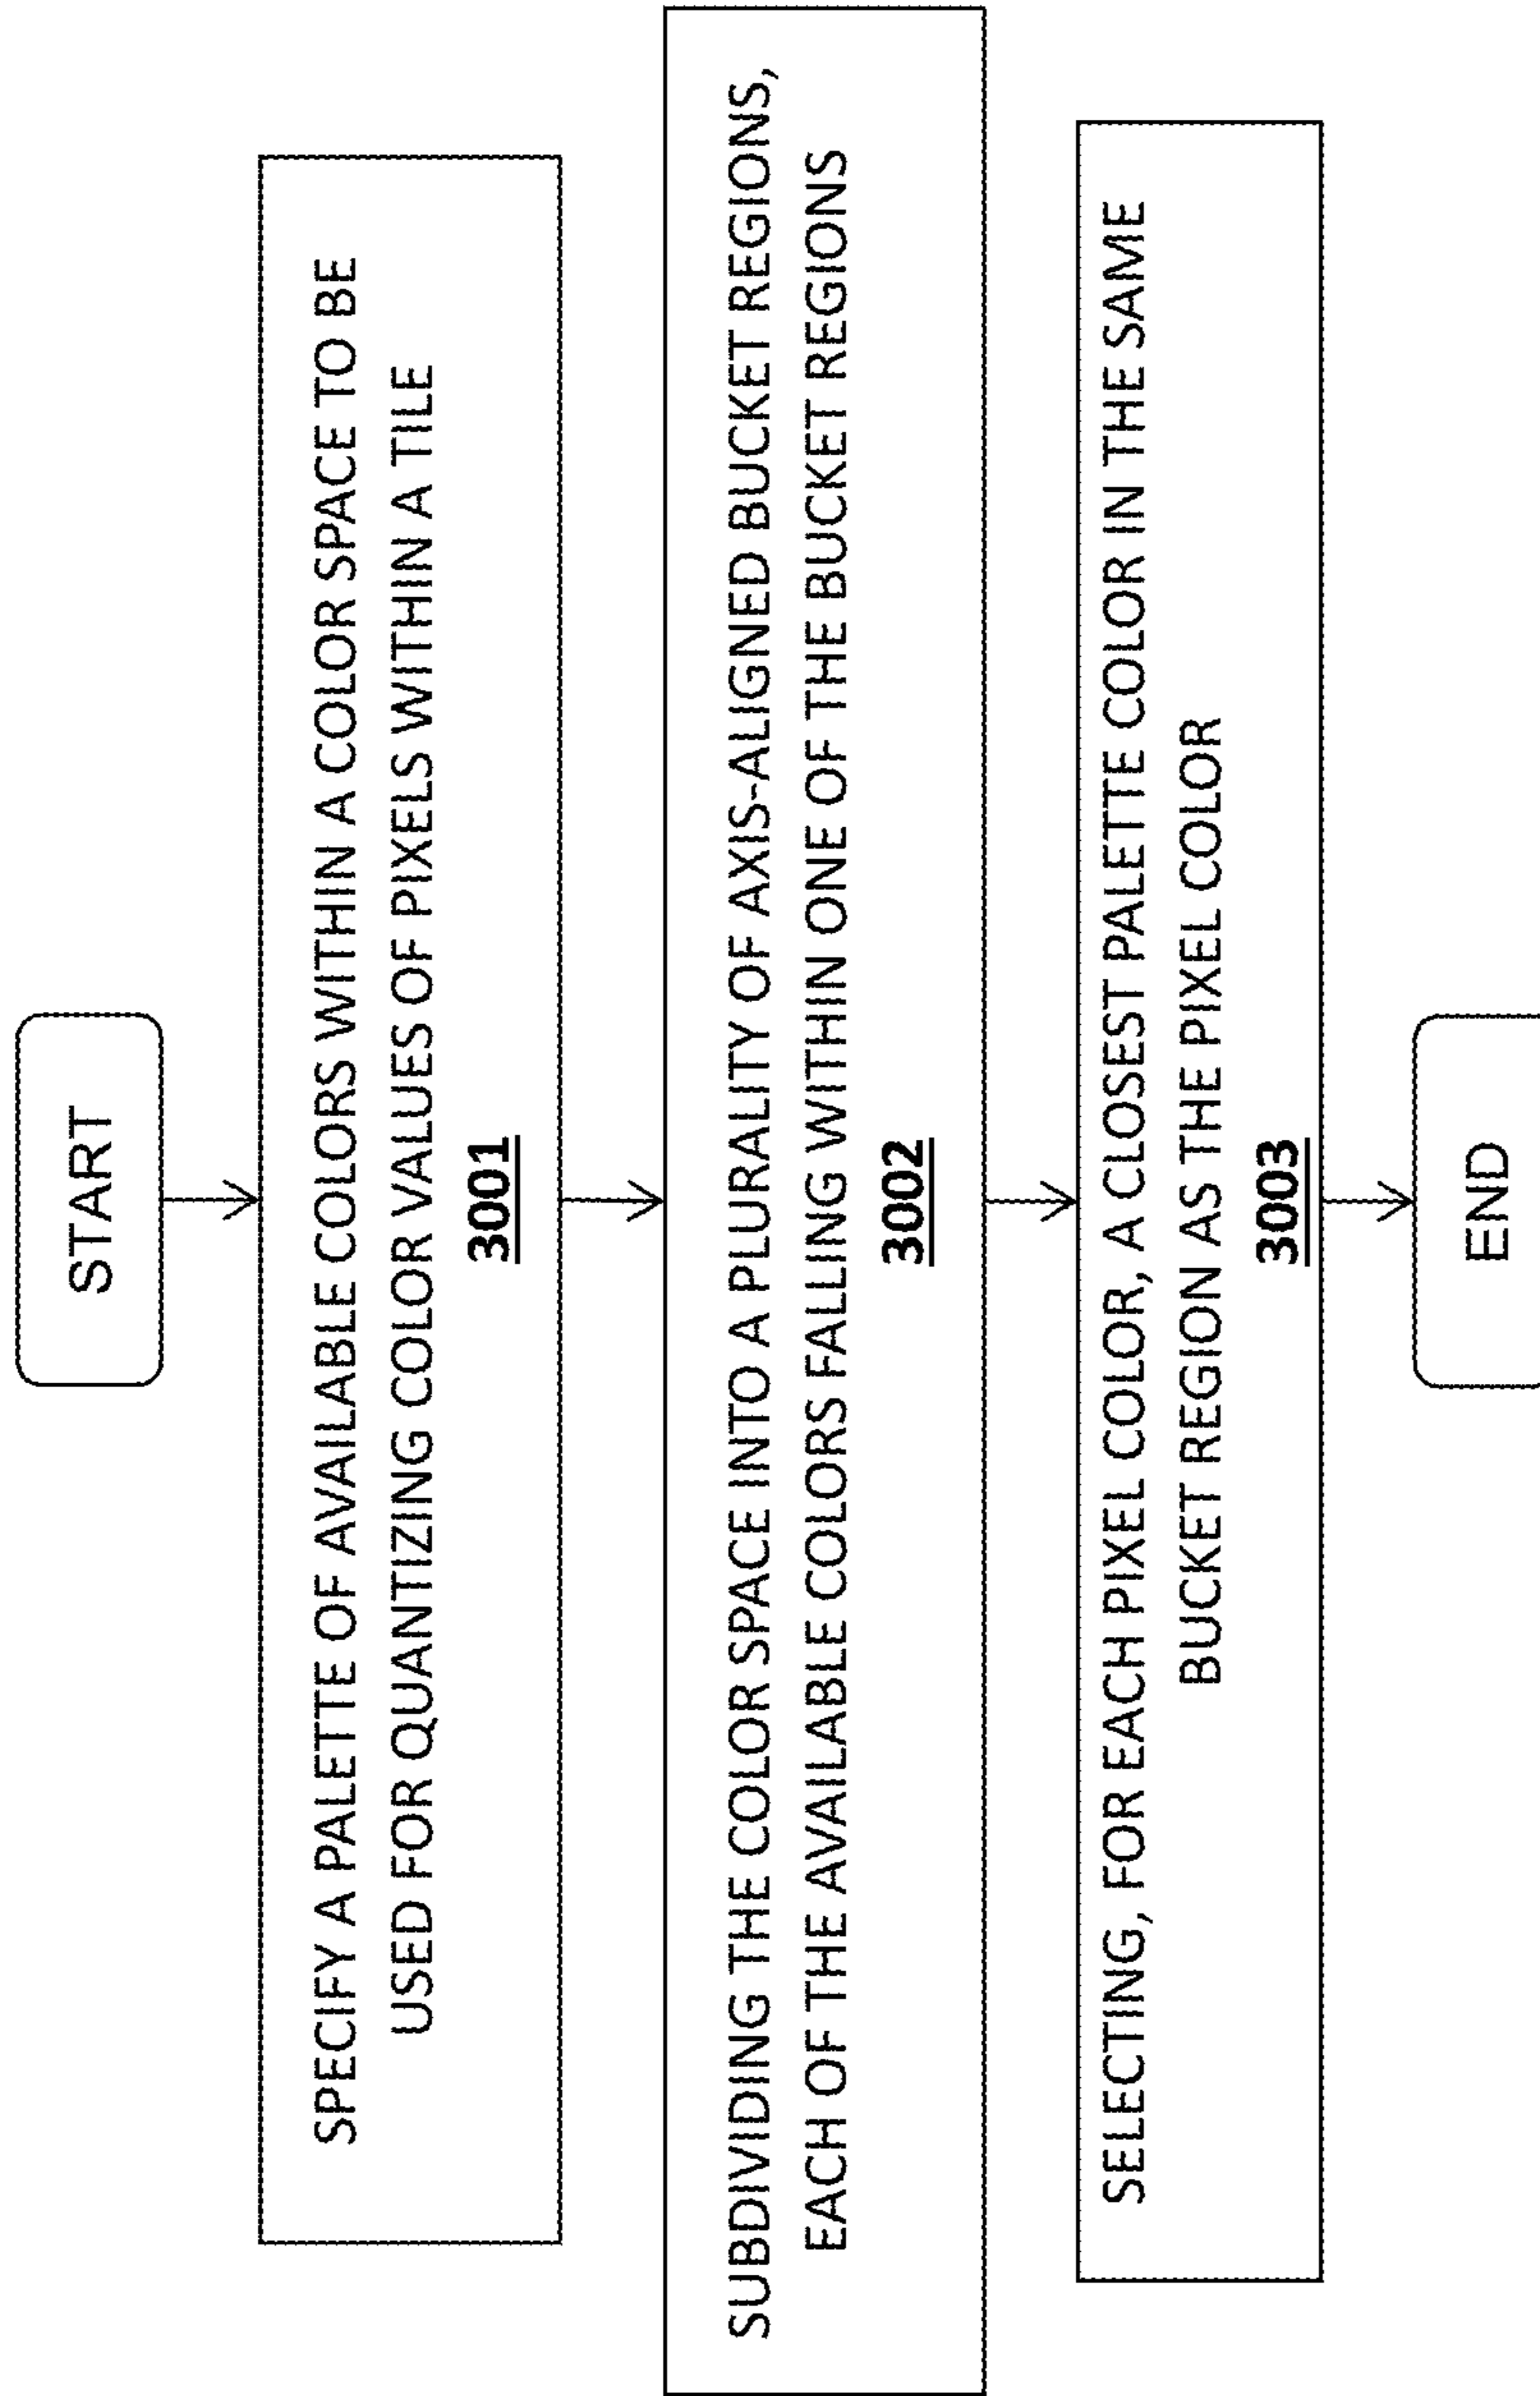 START
SPECIFY A PALETTE OF AVAILABLE COLORS WITHIN A COLOR SPACE TO BE
USED FOR QUANTIZING COLOR VALUES OF PIXELS WITHIN A TILE
3001
SUBDIVIDING THE COLOR SPACE INTO A PLURALITY OF AXIS-ALIGNED BUCKET REGIONS,
EACH OF THE AVAILABLE COLORS FALLING WITHIN ONE OF THE BUCKET REGIONS
3002
SELECTING, FOR EACH PIXEL COLOR, A CLOSEST PALETTE COLOR IN THE SAME
BUCKET REGION AS THE PIXEL COLOR
3003
END